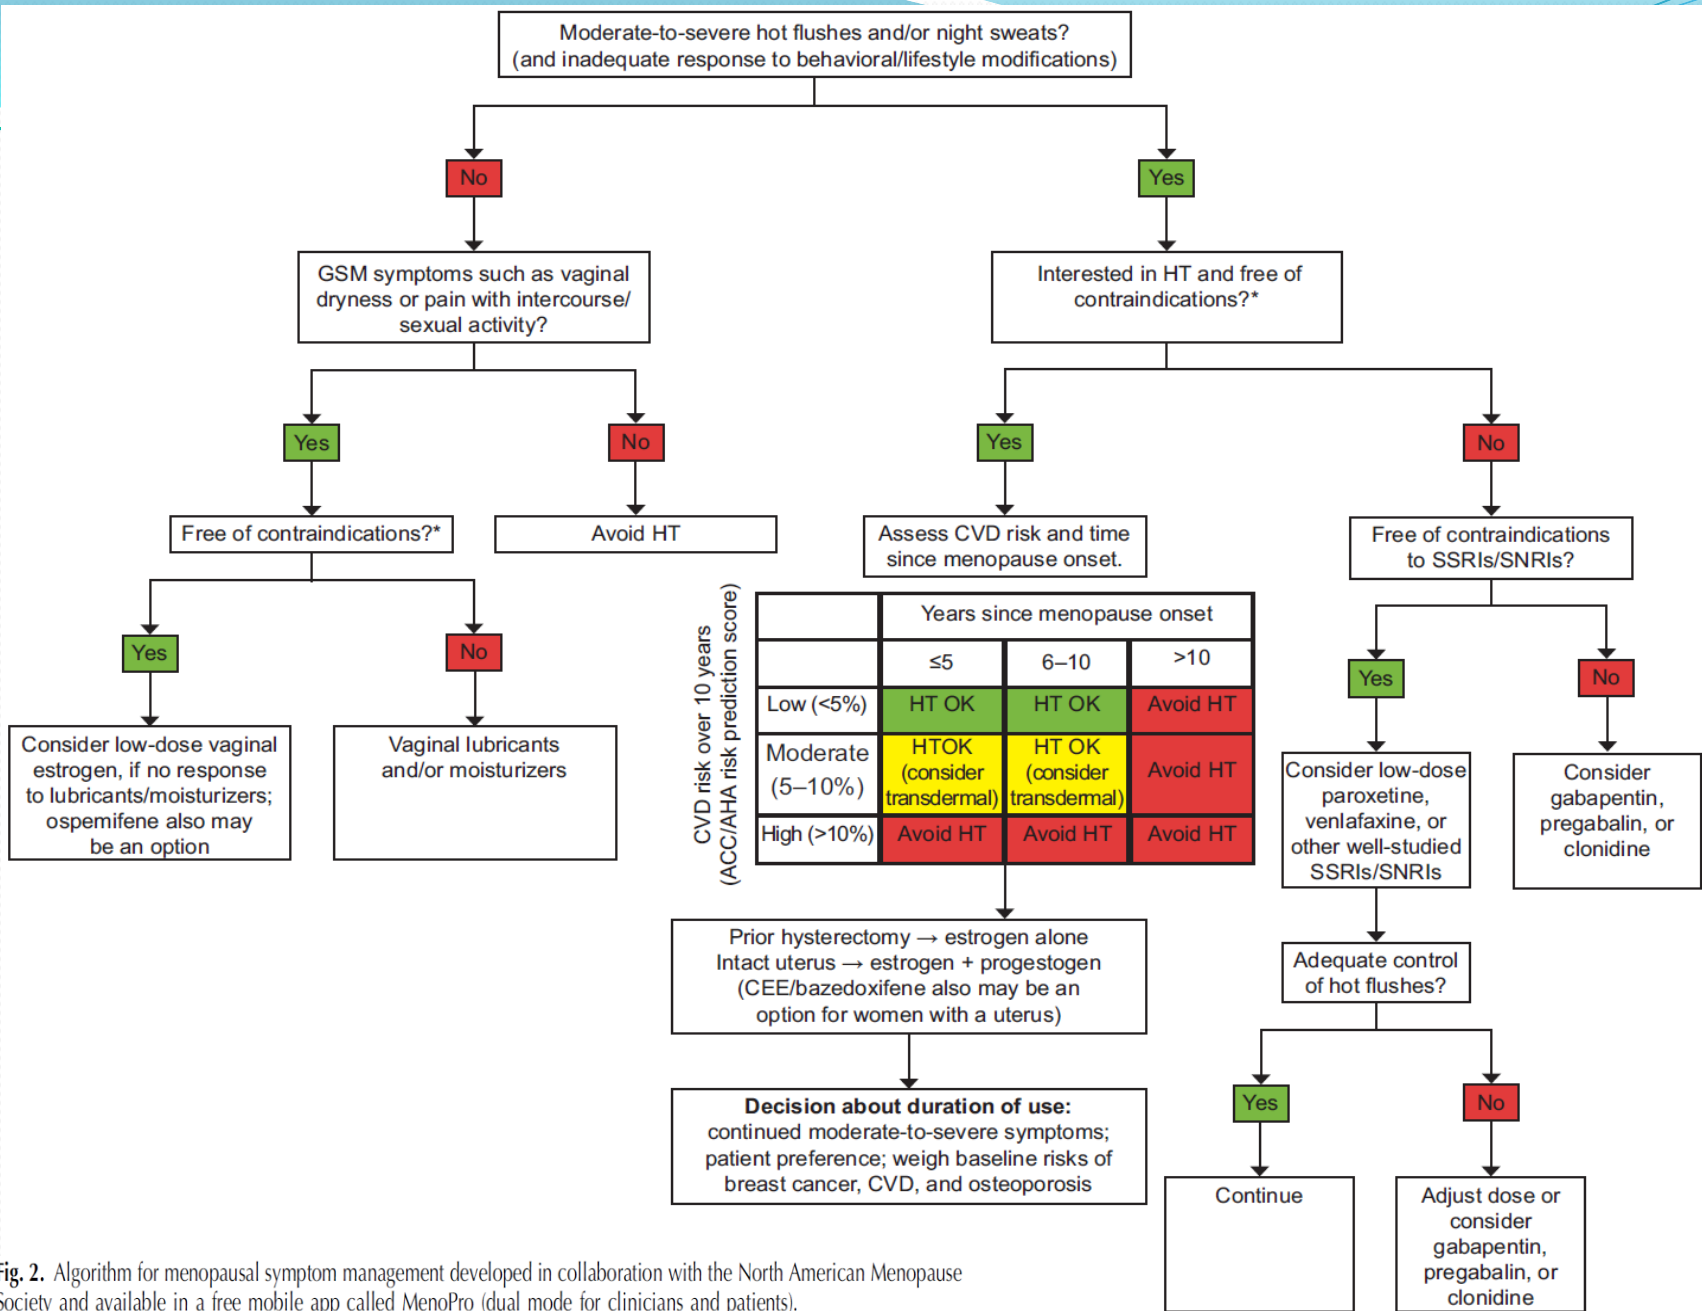 Moderate-to-severe hot flushes and/or night sweats?
(and inadequate response to behavioral/lifestyle modifications)
No
Yes
GSM symptoms such as vaginal
dryness or pain with intercourse/
sexual activity?
Interested in HT and free of
contraindications?*
Yes
No
Yes
No
Free of contraindications?*
Avoid HT
Assess CVD risk and time
since menopause onset.
Free of contraindications
to SSRIs/SNRIs?
Yes
No
Yes
No
Consider low-dose vaginal
estrogen, if no response
to lubricants/moisturizers;
ospemifene also may
be an option
Vaginal lubricants
and/or moisturizers
CVD risk over 10 years
(ACC/AHA risk prediction score)
Years since menopause onset
≤5 6–10 >10
Low (<5%) HT OK HT OK Avoid HT
Moderate
(5–10%)
HTOK
(consider
transdermal)
HT OK
(consider
transdermal)
Avoid HT
High (>10%) Avoid HT Avoid HT Avoid HT
Consider low-dose
paroxetine,
venlafaxine, or
other well-studied
SSRIs/SNRIs
Consider
gabapentin,
pregabalin, or
clonidine
Prior hysterectomy → estrogen alone
Intact uterus → estrogen + progestogen
(CEE/bazedoxifene also may be an
option for women with a uterus)
Adequate control
of hot flushes?
Decision about duration of use:
continued moderate-to-severe symptoms;
patient preference; weigh baseline risks of
breast cancer, CVD, and osteoporosis
Yes
No
Continue
Adjust dose or
consider
gabapentin,
pregabalin, or
clonidine
Fig. 2. Algorithm for menopausal symptom management developed in collaboration with the North American Menopause
Society and available in a free mobile app called MenoPro (dual mode for clinicians and patients).